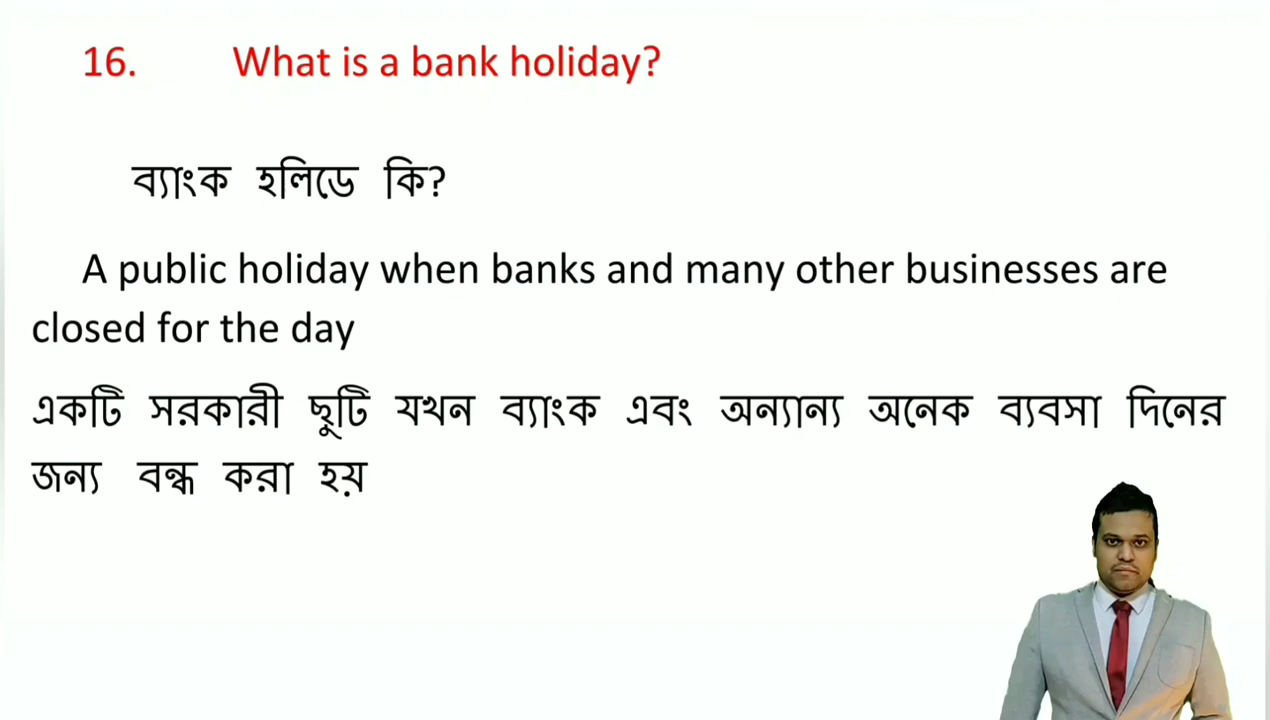 16. What is a bank holiday?
ব্যাংক হলিডে কি?
A public holiday when banks and many other businesses are
closed for the day
একটি সরকারী ছুটি যখন ব্যাংক এবং অন্যান্য অনেক ব্যবসা দিনের
জন্য বন্ধ করা হয়